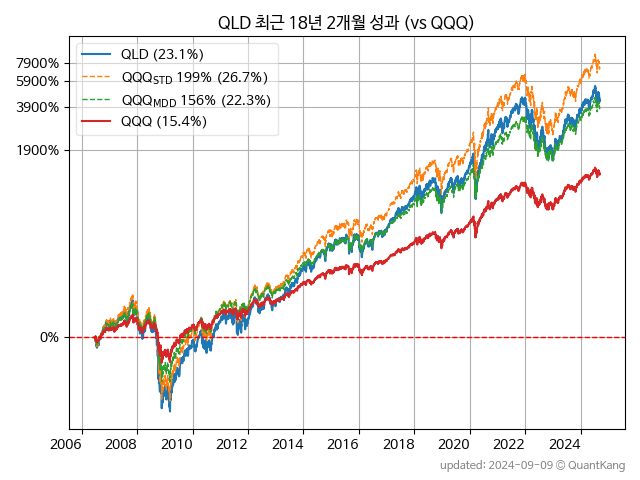 QLD 최근 18년 2개월 성과 (vs QQQ)
QLD (23.1%)
QQQSTD 199% (26.7%)
QQQMDD 156% (22.3%)
QQQ (15.4%)
7900%
5900%
3900%
1900%
0%
2006 2008 2010 2012 2014 2016 2018 2020 2022 2024
updated: 2024-09-09 © QuantKang